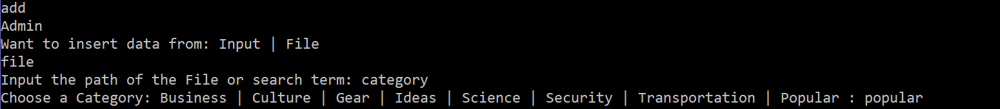 add
Admin
Want to insert data from: Input | File
file
Input the path of the File or search term: category
Choose a Category: Business | Culture | Gear | Ideas | Science | Security | Transportation | Popular : popular